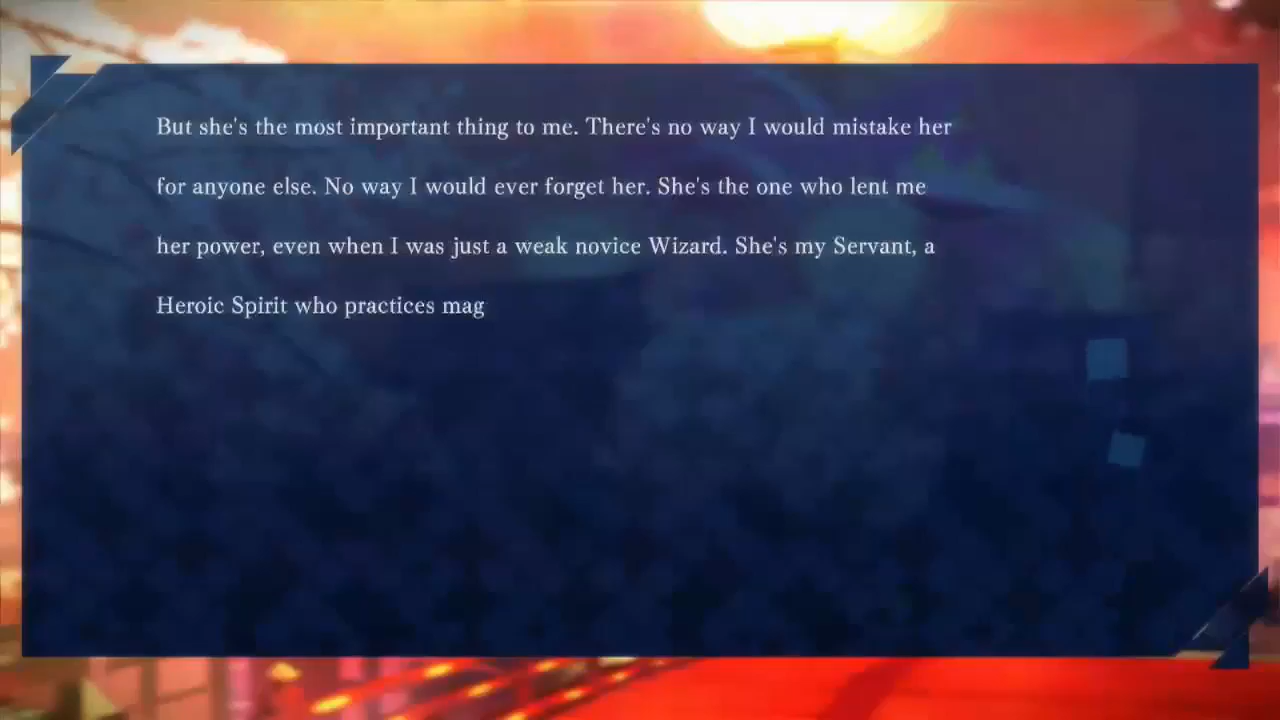 But she's the most important thing to me. There's no way I would mistake her
for anyone else. No way I would ever forget her. She's the one who lent me
her power, even when I was just a weak novice Wizard. She's my Servant, a
Heroic Spirit who practices mag